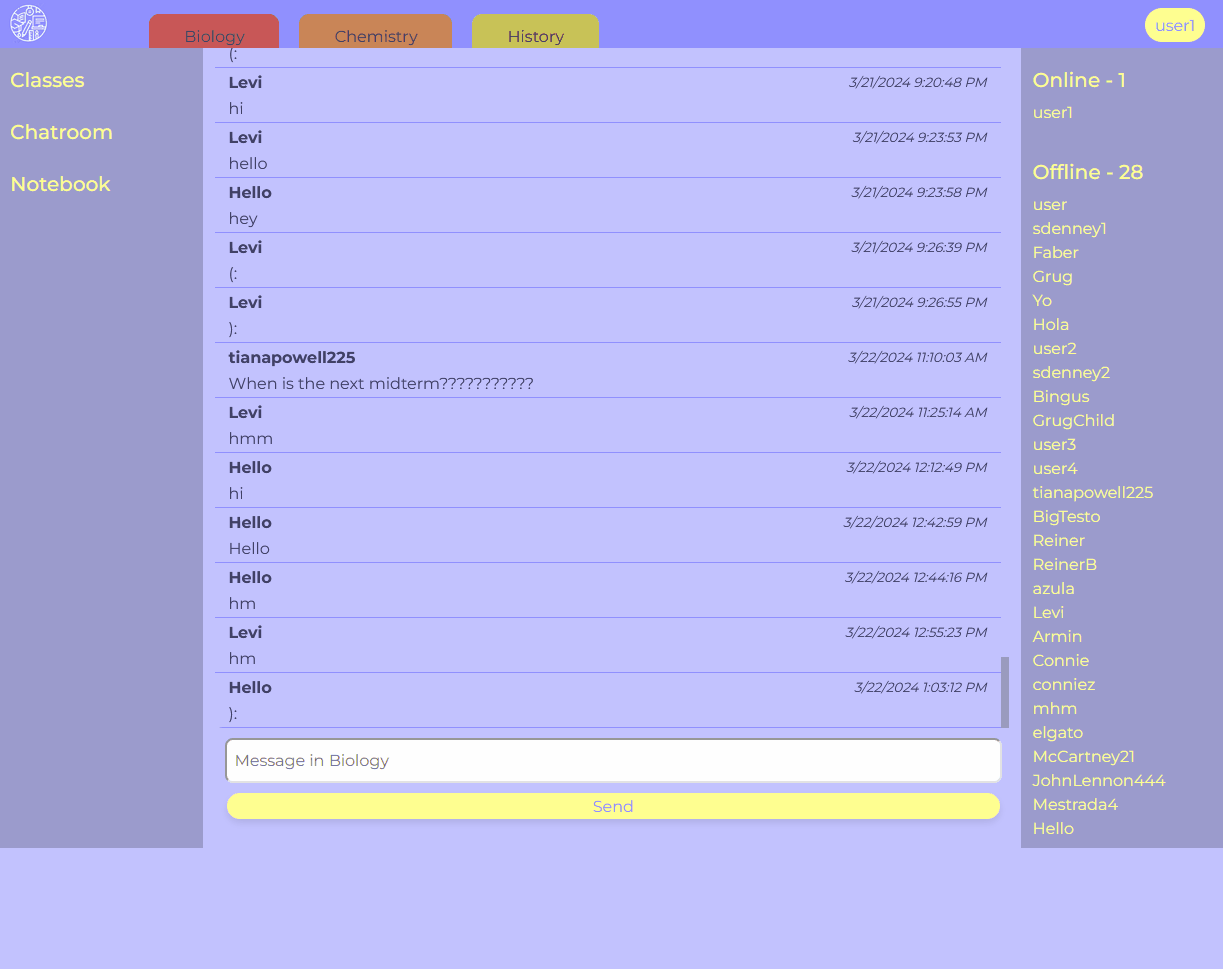 Biology
Chemistry
History
user1
Classes
Chatroom
Notebook
(:
Levi 3/21/2024 9:20:48 PM
hi
Levi 3/21/2024 9:23:53 PM
hello
Hello 3/21/2024 9:23:58 PM
hey
Levi 3/21/2024 9:26:39 PM
(:
Levi 3/21/2024 9:26:55 PM
):
tianapowell225 3/22/2024 11:10:03 AM
When is the next midterm???????????
Levi 3/22/2024 11:25:14 AM
hmm
Hello 3/22/2024 12:12:49 PM
hi
Hello 3/22/2024 12:42:59 PM
Hello
Hello 3/22/2024 12:44:16 PM
hm
Levi 3/22/2024 12:55:23 PM
hm
Hello 3/22/2024 1:03:12 PM
):
Message in Biology
Send
Online - 1
user1
Offline - 28
user
sdenney1
Faber
Grug
Yo
Hola
user2
sdenney2
Bingus
GrugChild
user3
user4
tianapowell225
BigTesto
Reiner
ReinerB
azula
Levi
Armin
Connie
conniez
mhm
elgato
McCartney21
JohnLennon444
Mestrada4
Hello